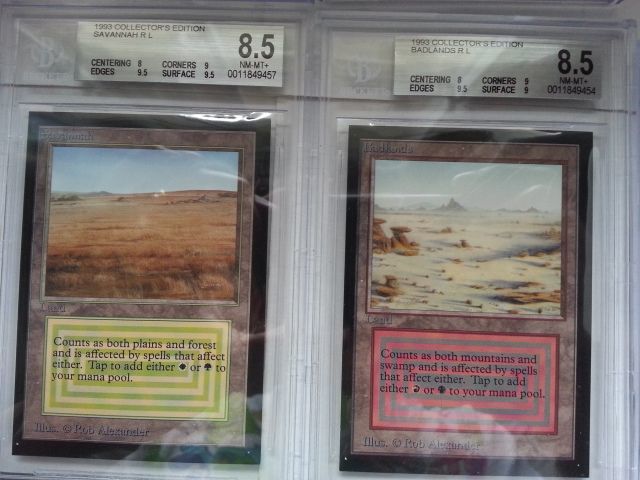 1993 COLLECTOR'S EDITION
SAVANNAH R L
8.5
CENTERING 8 CORNERS 9
EDGES 9.5 SURFACE 9.5
NM-MT+
0011849457
Savannah
Land
Counts as both plains and forest
and is affected by spells that affect
either. Tap to add either or to
your mana pool.
Illus. © Rob Alexander
1993 COLLECTOR'S EDITION
BADLANDS R L
8.5
CENTERING 8 CORNERS 9
EDGES 9.5 SURFACE 9
NM-MT+
0011849454
Badlands
Land
Counts as both mountains and
swamp and is affected by spells
that affect either. Tap to add
either or to your mana pool.
Illus. © Rob Alexander